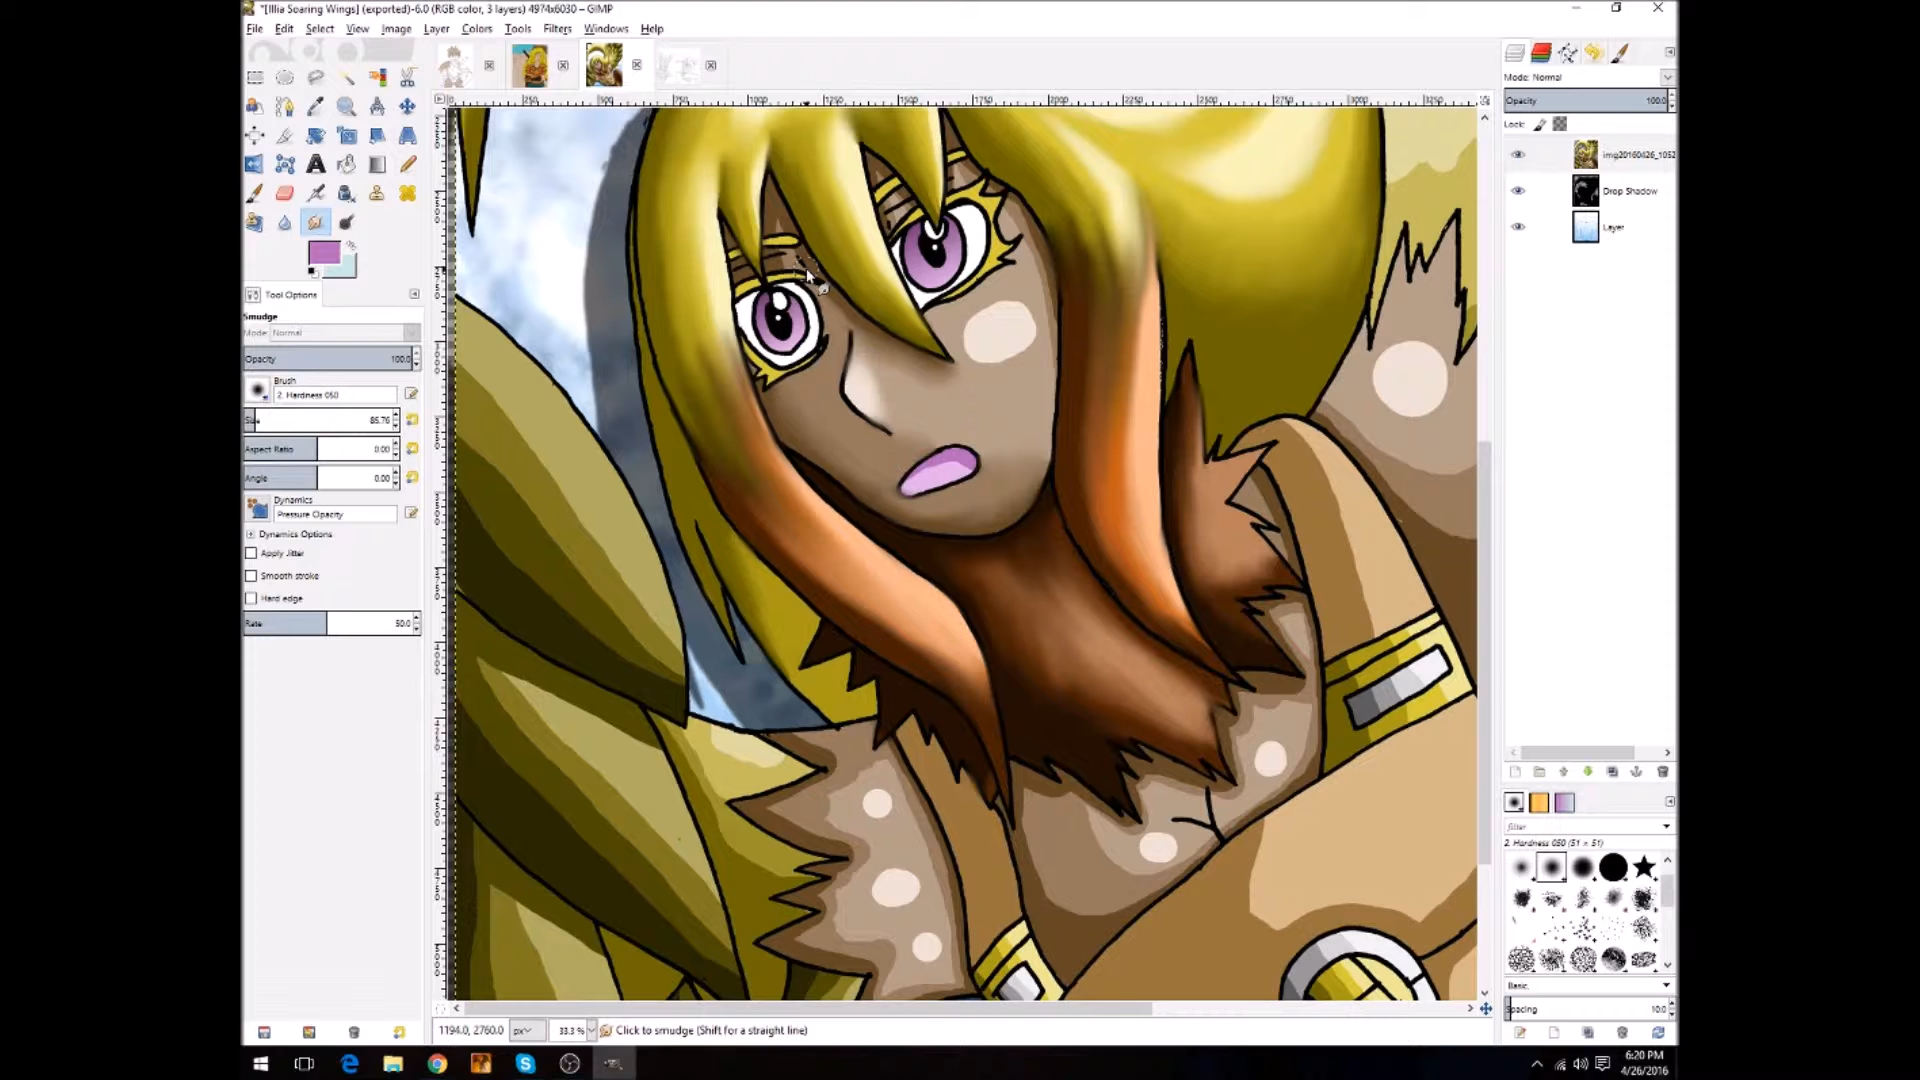 *[Illia Soaring Wings] (exported)-6.0 (RGB color, 3 layers) 4974x6030 – GIMP
File Edit Select View Image Layer Colors Tools Filters Windows Help
Mode: Normal
Opacity 100.0
Lock:
img20160426_1052
Drop Shadow
Layer
Tool Options
Smudge
Mode: Normal
Opacity 100.0
Brush
2. Hardness 050
Size 85.76
Aspect Ratio 0.00
Angle 0.00
Dynamics
Pressure Opacity
Dynamics Options
Apply Jitter
Smooth stroke
Hard edge
Rate 50.0
filter
2. Hardness 050 (51 × 51)
Basic,
Spacing 10.0
1194.0, 2760.0 px 33.3 % Click to smudge (Shift for a straight line)
6:20 PM
4/26/2016